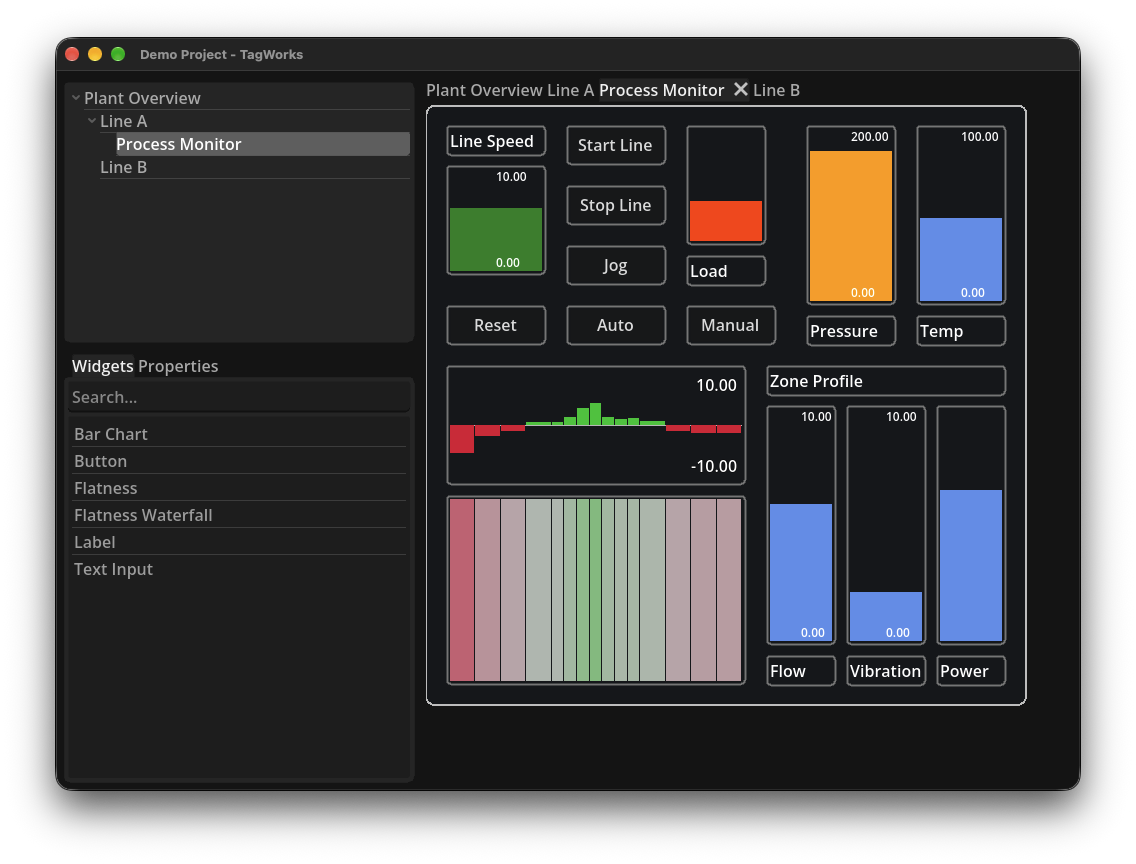 Demo Project - TagWorks
Plant Overview
Line A
Process Monitor
Line B
Widgets Properties
Search...
Bar Chart
Button
Flatness
Flatness Waterfall
Label
Text Input
Plant Overview Line A Process Monitor Line B
Line Speed
10.00
0.00
Start Line
Stop Line
Jog
Load
200.00
0.00
Pressure
100.00
0.00
Temp
Reset
Auto
Manual
10.00
-10.00
Zone Profile
10.00
0.00
Flow
10.00
0.00
Vibration
Power